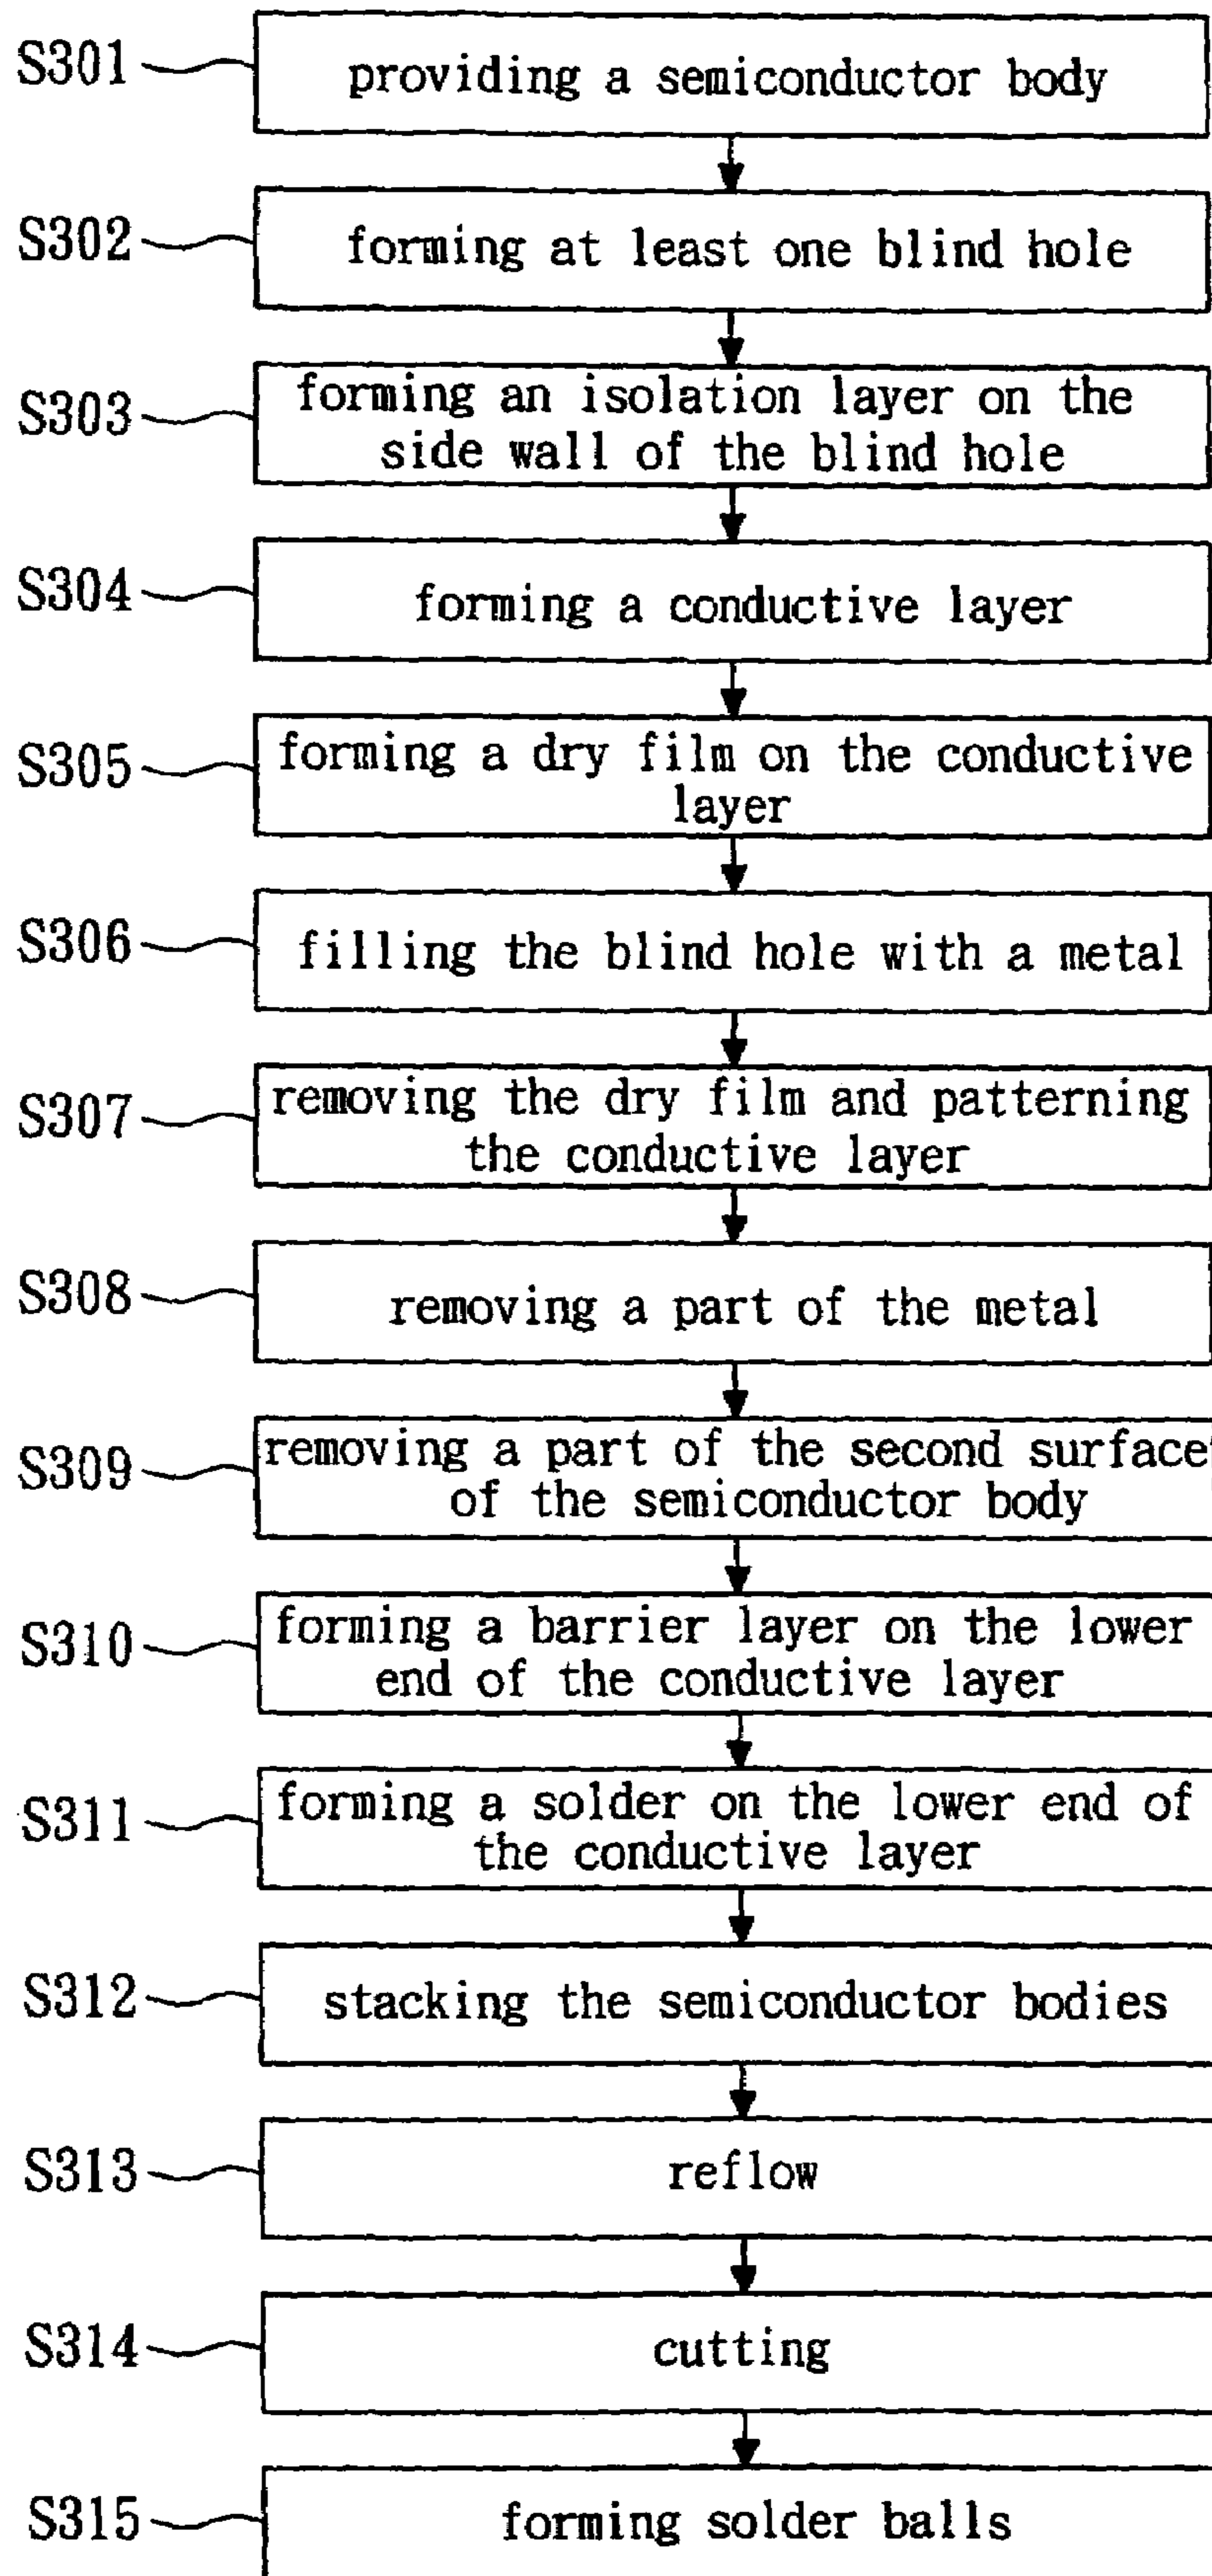 S301
providing a semiconductor body
S302
forming at least one blind hole
S303
forming an isolation layer on the
side wall of the blind hole
S304
forming a conductive layer
S305
forming a dry film on the conductive
layer
S306
filling the blind hole with a metal
S307
removing the dry film and patterning
the conductive layer
S308
removing a part of the metal
S309
removing a part of the second surface
of the semiconductor body
S310
forming a barrier layer on the lower
end of the conductive layer
S311
forming a solder on the lower end of
the conductive layer
S312
stacking the semiconductor bodies
S313
reflow
S314
cutting
S315
forming solder balls